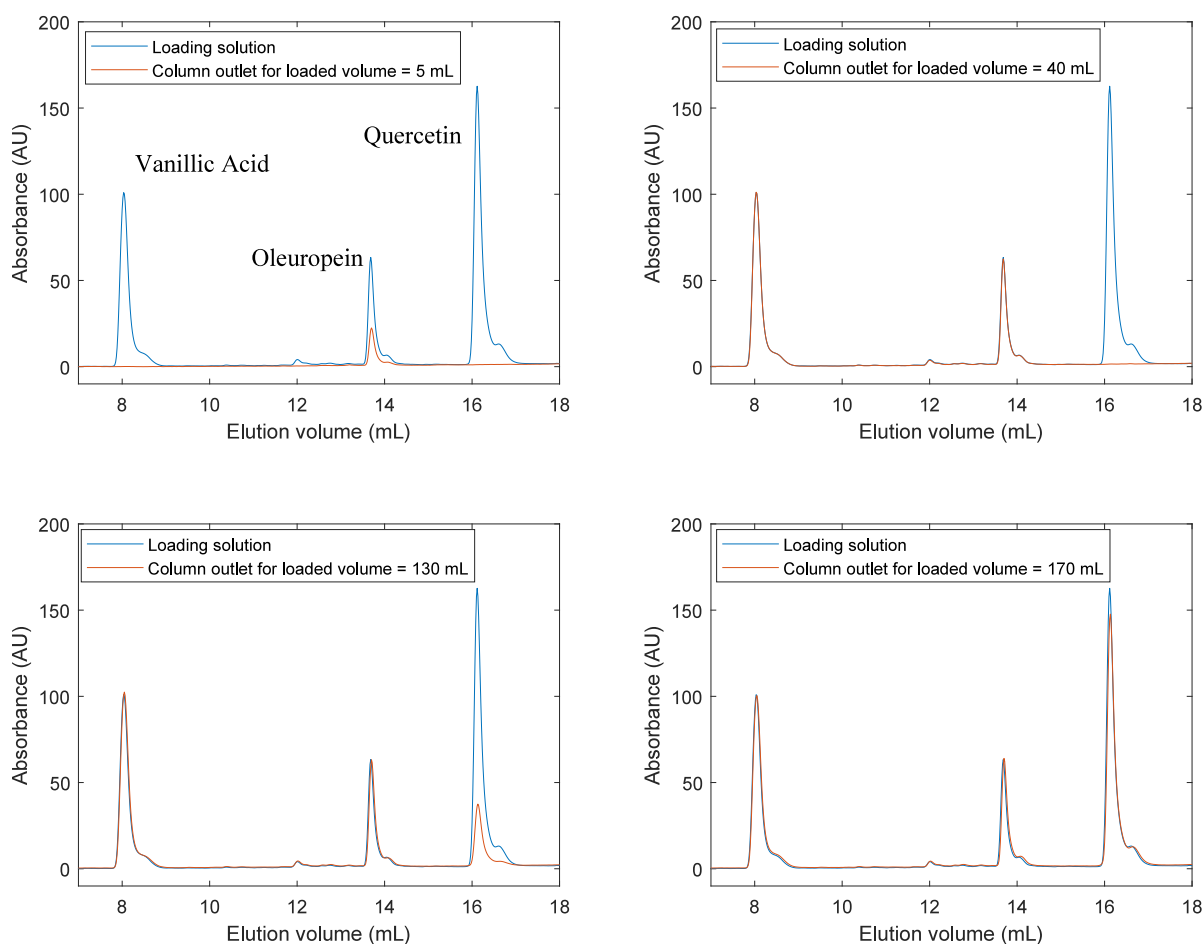 200
150
100
50
0
Absorbance (AU)
Loading solution
Column outlet for loaded volume = 5 mL
Vanillic Acid
Oleuropein
Quercetin
8 10 12 14 16 18
Elution volume (mL)
200
150
100
50
0
Absorbance (AU)
Loading solution
Column outlet for loaded volume = 40 mL
8 10 12 14 16 18
Elution volume (mL)
200
150
100
50
0
Absorbance (AU)
Loading solution
Column outlet for loaded volume = 130 mL
8 10 12 14 16 18
Elution volume (mL)
200
150
100
50
0
Absorbance (AU)
Loading solution
Column outlet for loaded volume = 170 mL
8 10 12 14 16 18
Elution volume (mL)